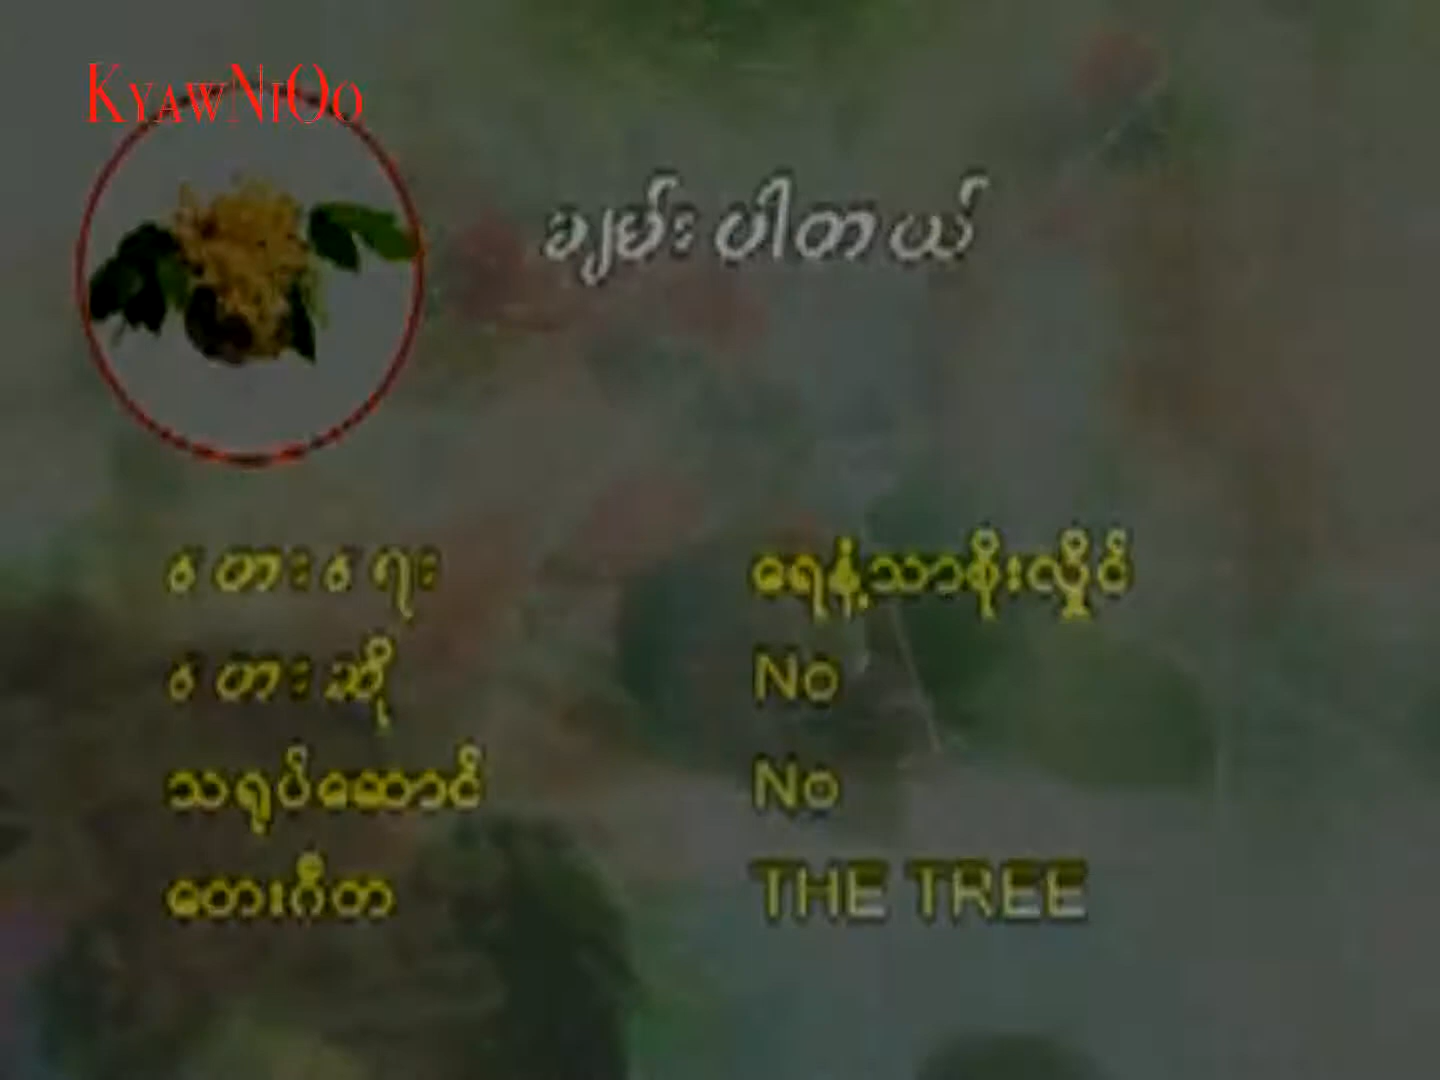 KyawNiOo
ချမ်းပါတယ်
တေးရေး ရေနံ့သာစိုးလှိုင်
တေးဆို No
သရုပ်ဆောင် No
တေးဂီတ THE TREE